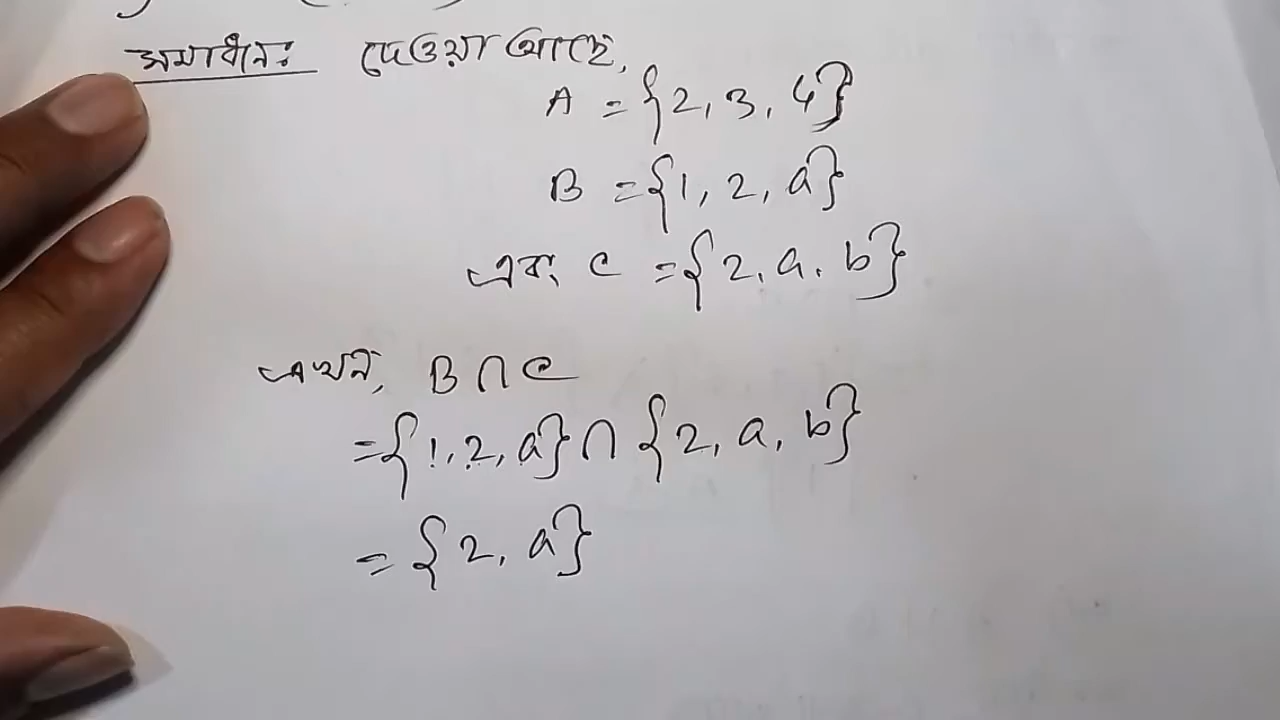 সমাধান: দেওয়া আছে,
A = {2, 3, 4}
B = {1, 2, a}
এবং C = {2, a, b}
এখন, B ∩ C
= {1, 2, a} ∩ {2, a, b}
= {2, a}